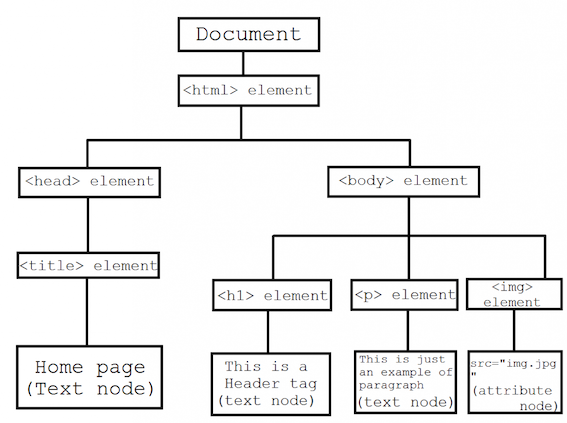 Document
<html> element
<head> element
<body> element
<title> element
<h1> element
<p> element
<img>
element
Home page
(Text node)
This is a
Header tag
(text node)
This is just
an example of
paragraph
(text node)
src="img.jpg
"
(attribute
node)